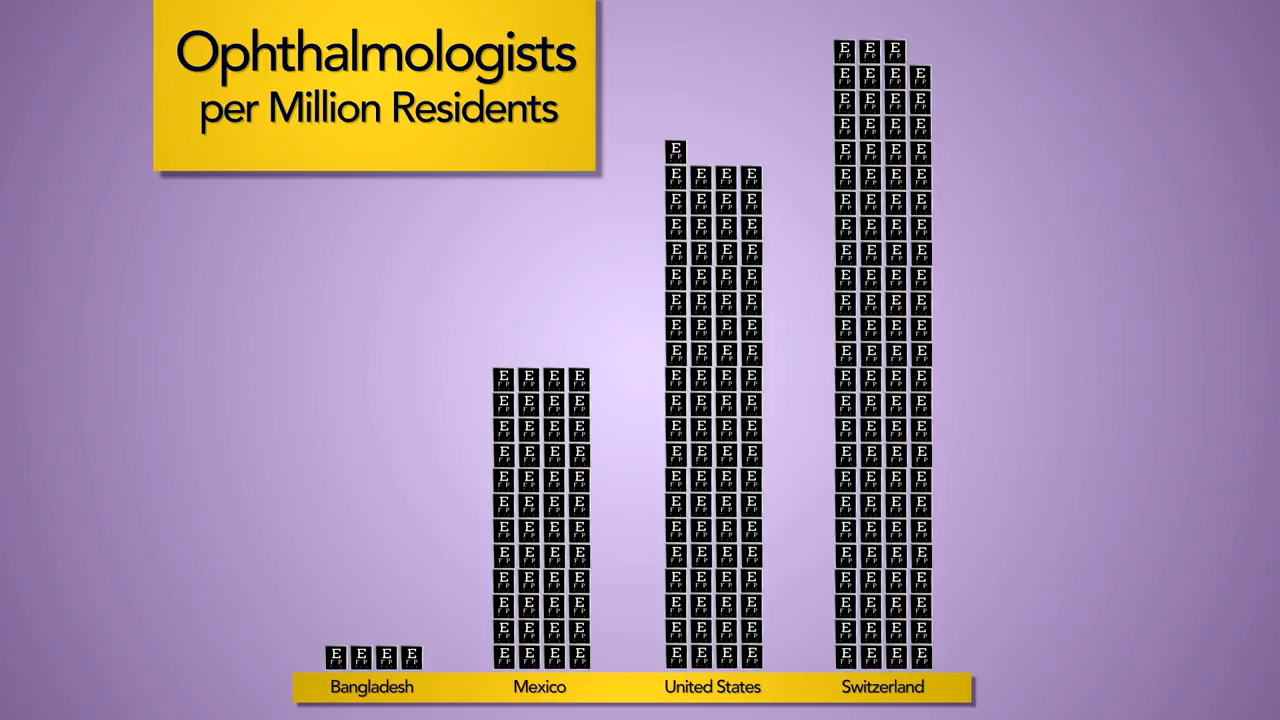 Ophthalmologists
per Million Residents
Bangladesh
Mexico
United States
Switzerland